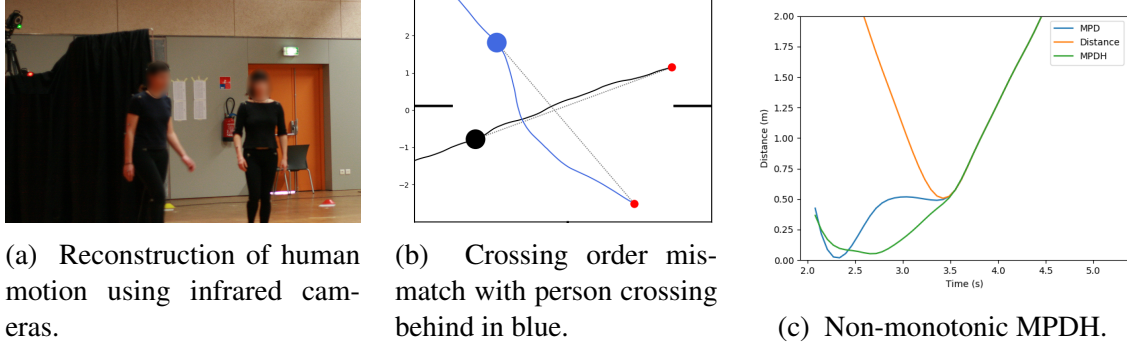 2
1
0
−1
−2
2.00
1.75
1.50
1.25
1.00
0.75
0.50
0.25
0.00
Distance (m)
MPD
Distance
MPDH
2.0 2.5 3.0 3.5 4.0 4.5 5.0
Time (s)
(a) Reconstruction of human
motion using infrared cam-
eras.
(b) Crossing order mis-
match with person crossing
behind in blue.
(c) Non-monotonic MPDH.